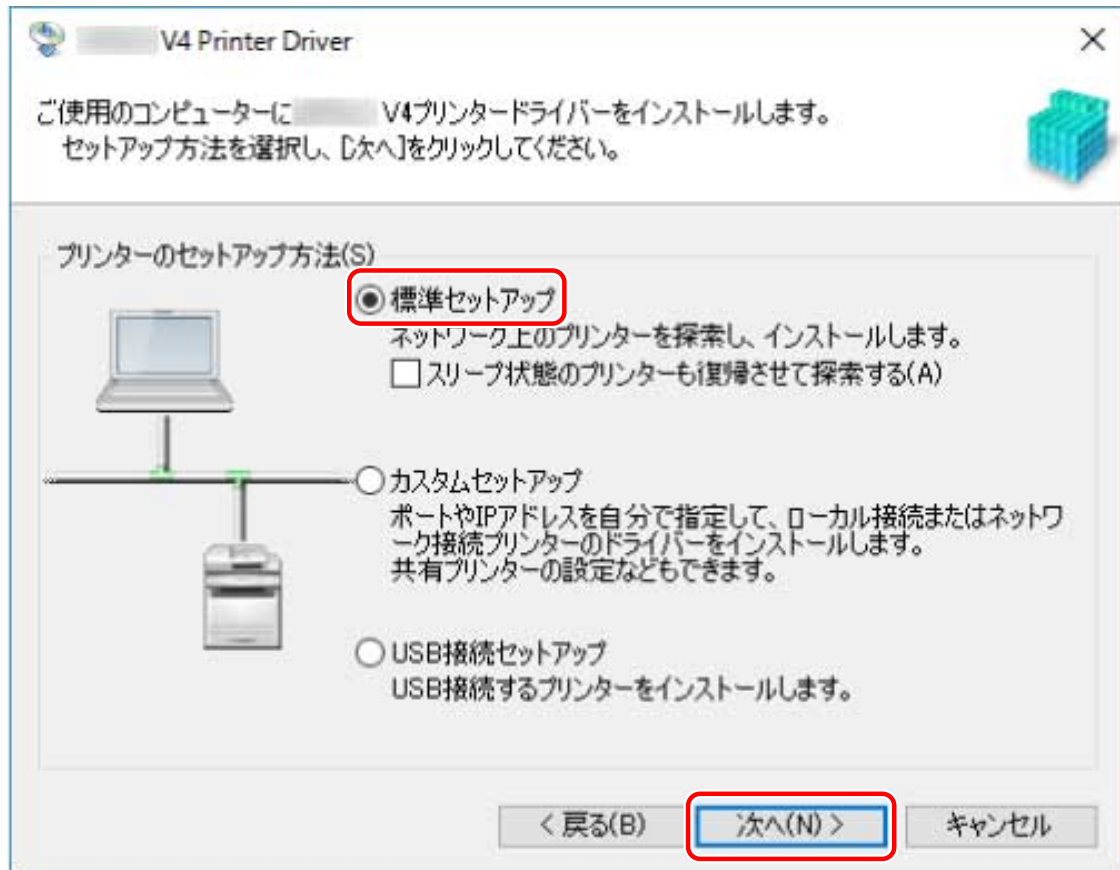 V4 Printer Driver
ご使用のコンピューターに V4プリンタードライバーをインストールします。
セットアップ方法を選択し、[次へ]をクリックしてください。
プリンターのセットアップ方法(S)
標準セットアップ
ネットワーク上のプリンターを探索し、インストールします。
スリープ状態のプリンターも復帰させて探索する(A)
カスタムセットアップ
ポートやIPアドレスを自分で指定して、ローカル接続またはネットワ
ーク接続プリンターのドライバーをインストールします。
共有プリンターの設定などもできます。
USB接続セットアップ
USB接続するプリンターをインストールします。
< 戻る(B)
次へ(N) >
キャンセル